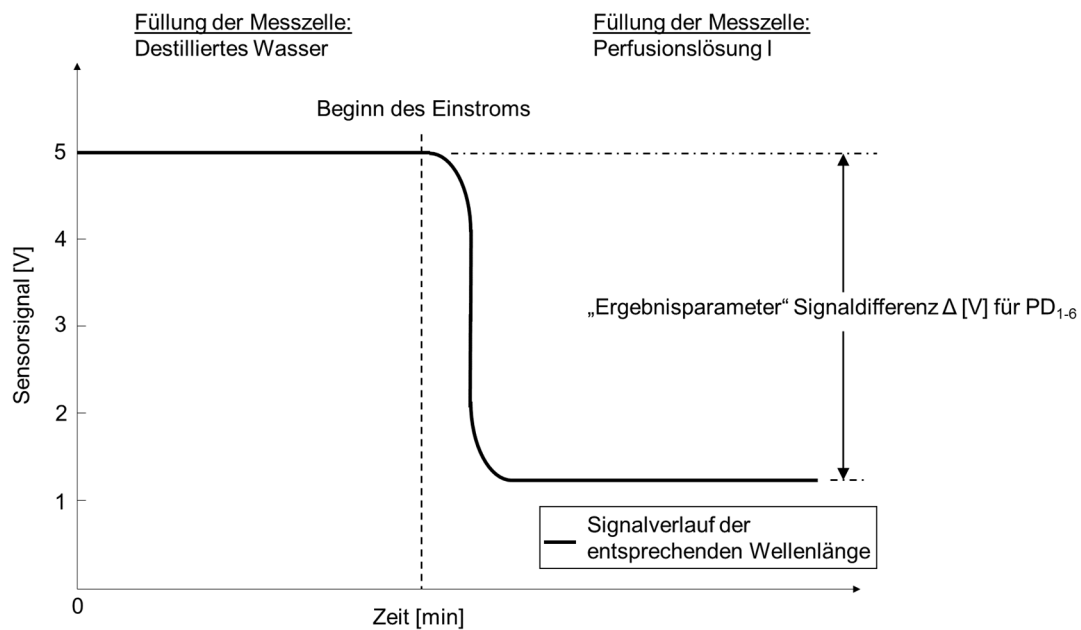 Füllung der Messzelle:
Destilliertes Wasser
Füllung der Messzelle:
Perfusionslösung I
Beginn des Einstroms
5
4
3
2
1
0
Sensorsignal [V]
„Ergebnisparameter“ Signaldifferenz Δ [V] für PD1-6
Signalverlauf der
entsprechenden Wellenlänge
Zeit [min]